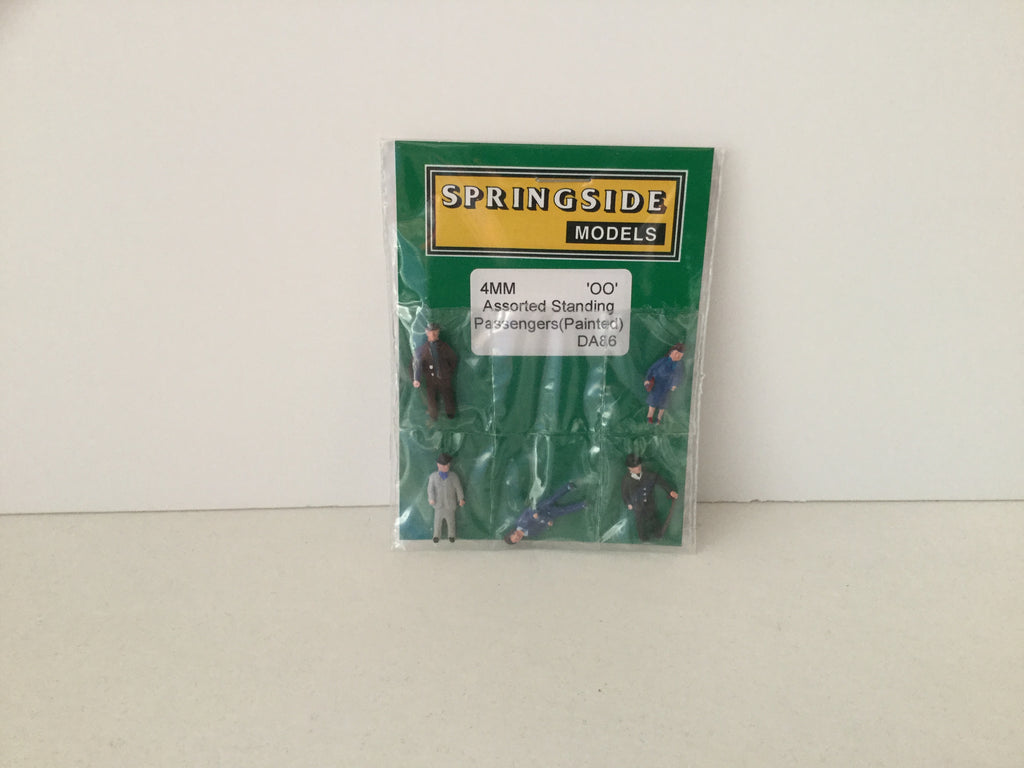 SPRINGSIDE
MODELS
4MM 'OO'
Assorted Standing
Passengers(Painted)
DA86